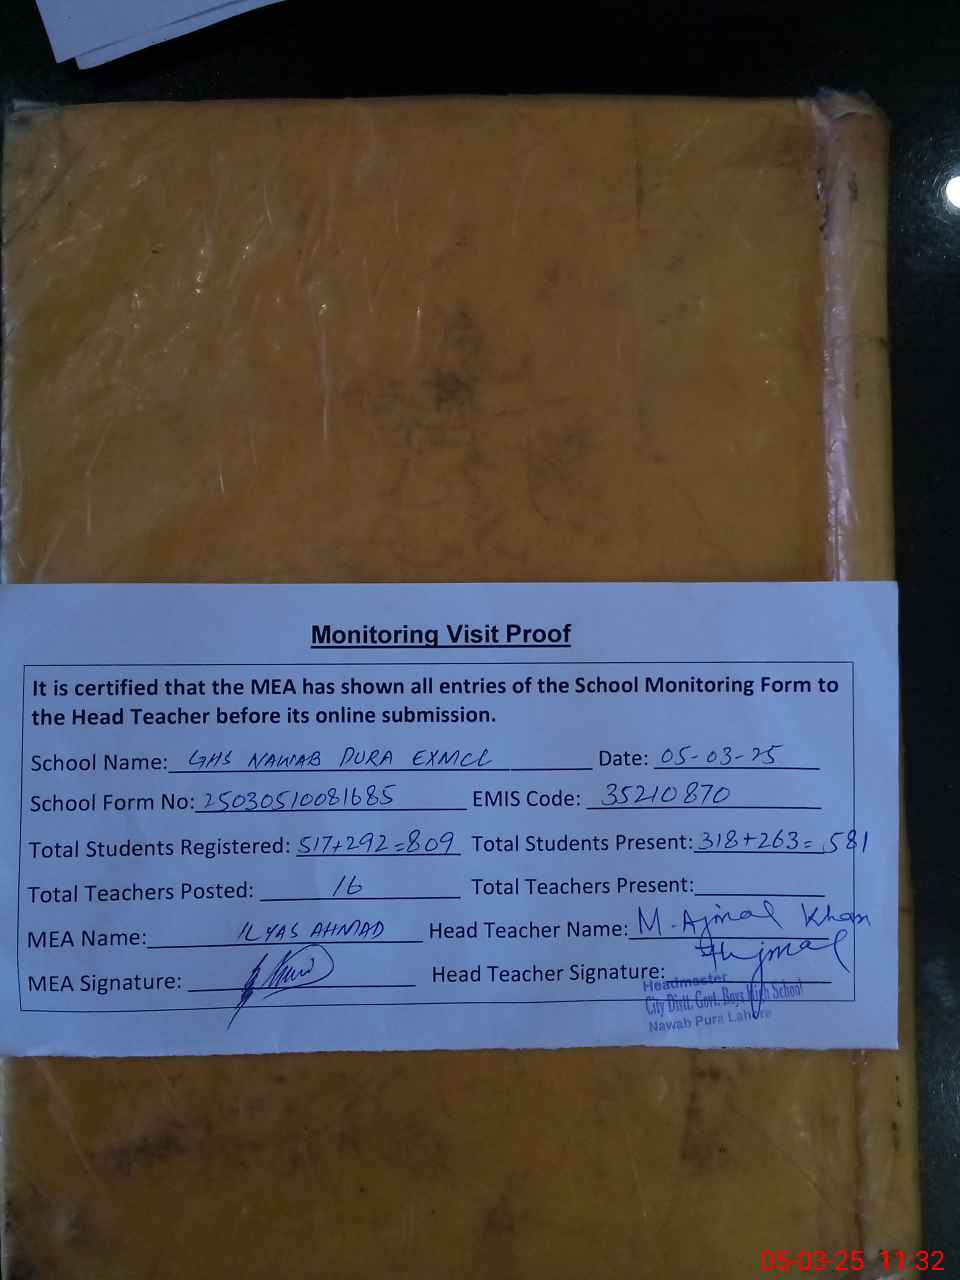 Monitoring Visit Proof
It is certified that the MEA has shown all entries of the School Monitoring Form to
the Head Teacher before its online submission.
School Name: GHS NAWAB PURA EXMCL Date: 05-03-25
School Form No: 25030510081685 EMIS Code: 35210870
Total Students Registered: 517+292=809 Total Students Present: 318+263= 581
Total Teachers Posted: 16 Total Teachers Present:
MEA Name: ILYAS AHMAD Head Teacher Name: M. Ajmal Khan
MEA Signature: Head Teacher Signature:
Headmaster
City Distt. Govt. Boys High School
Nawab Pura Lahore
05-03-25 11:32